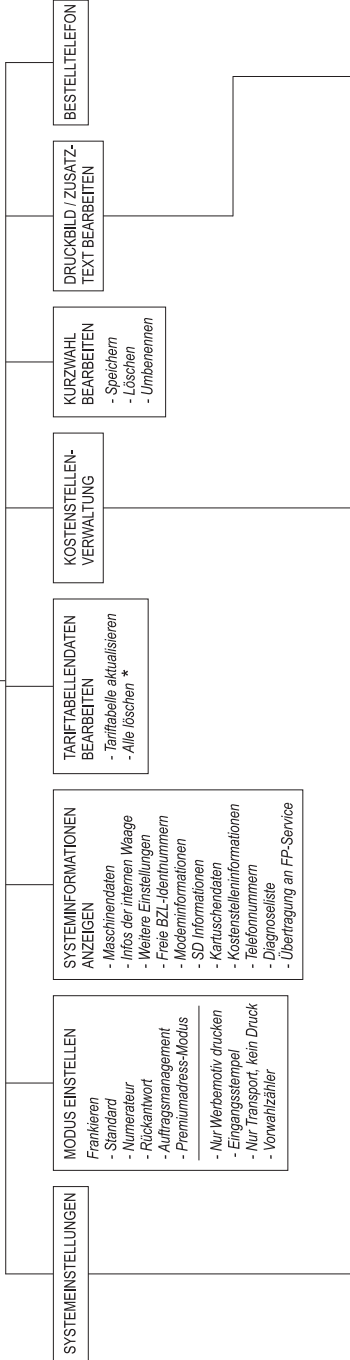 SYSTEMEINSTELLUNGEN
MODUS EINSTELLEN
Frankieren
- Standard
- Numerateur
- Rückantwort
- Auftragsmanagement
- Premiumadress-Modus
- Nur Werbemotiv drucken
- Eingangsstempel
- Nur Transport, kein Druck
- Vorwahlzähler
SYSTEMINFORMATIONEN
ANZEIGEN
- Maschinendaten
- Infos der internen Waage
- Weitere Einstellungen
- Freie BZL-Identnummern
- Modeminformationen
- SD Informationen
- Kartuschendaten
- Kostenstelleninformationen
- Telefonnummern
- Diagnoseliste
- Übertragung an FP-Service
TARIFTABELLENDATEN
BEARBEITEN
- Tariftabelle aktualisieren
- Alle löschen *
KOSTENSTELLEN-
VERWALTUNG
KURZWAHL
BEARBEITEN
- Speichern
- Löschen
- Umbenennen
DRUCKBILD / ZUSATZ-
TEXT BEARBEITEN
BESTELLTELEFON